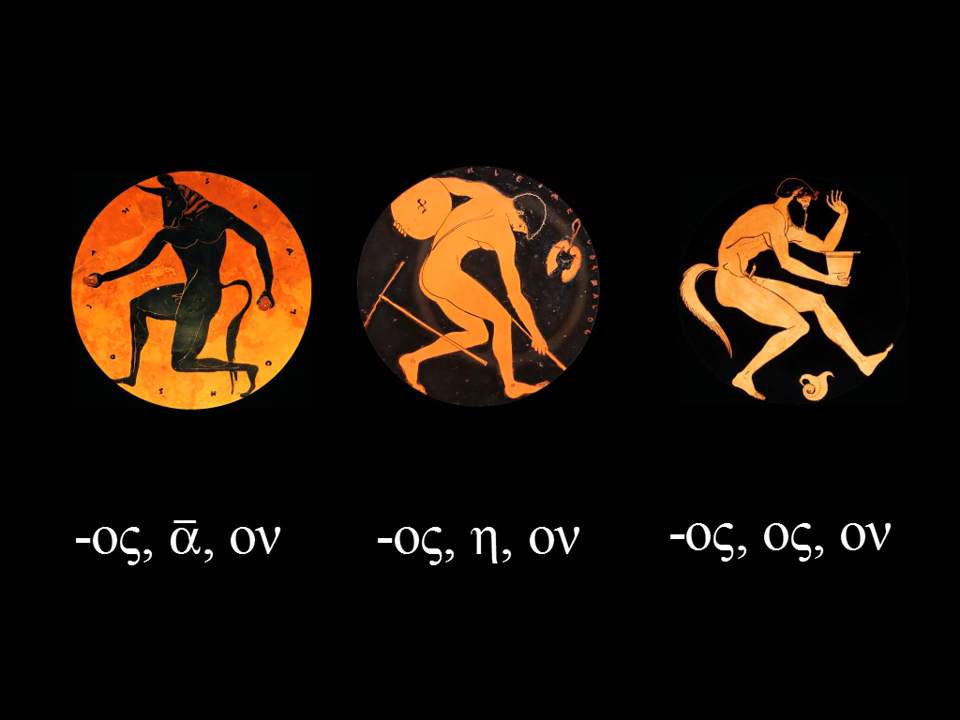 -ος, ᾱ, ον
-ος, η, ον
-ος, ος, ον